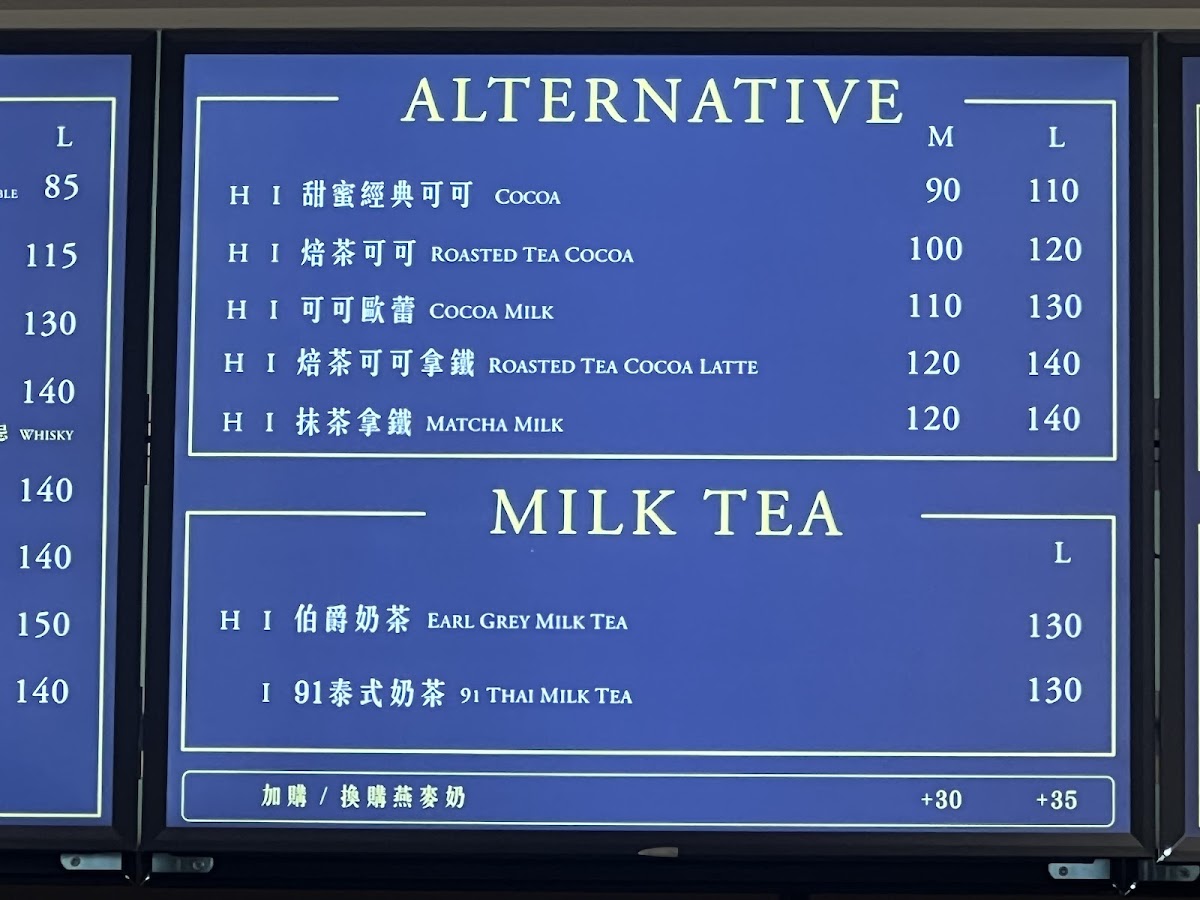 L
85
115
130
140
WHISKY
140
140
150
140
ALTERNATIVE
M L
H I 甜蜜經典可可 COCOA 90 110
H I 焙茶可可 ROASTED TEA COCOA 100 120
H I 可可歐蕾 COCOA MILK 110 130
H I 焙茶可可拿鐵 ROASTED TEA COCOA LATTE 120 140
H I 抹茶拿鐵 MATCHA MILK 120 140
MILK TEA
L
H I 伯爵奶茶 EARL GREY MILK TEA 130
I 91泰式奶茶 91 THAI MILK TEA 130
加購 / 換購燕麥奶 +30 +35